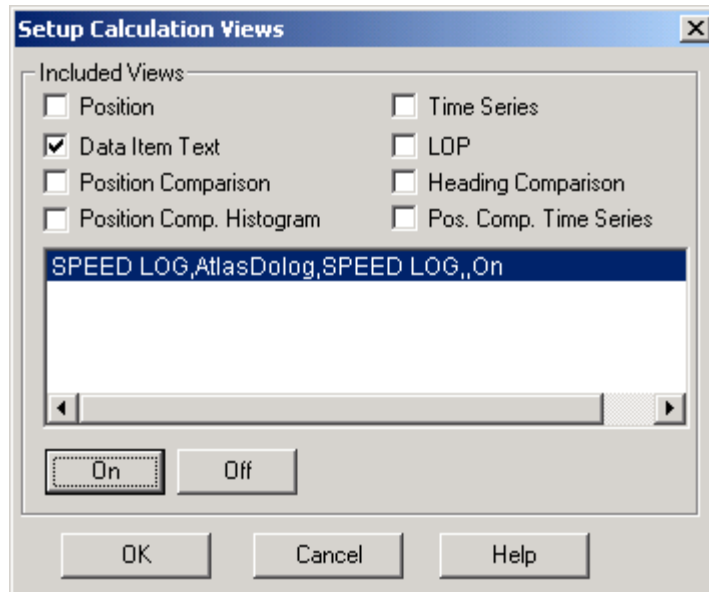 Setup Calculation Views
Included Views
Position
Time Series
Data Item Text
LOP
Position Comparison
Heading Comparison
Position Comp. Histogram
Pos. Comp. Time Series
SPEED LOG,AtlasDolog,SPEED LOG,,On
On
Off
OK
Cancel
Help